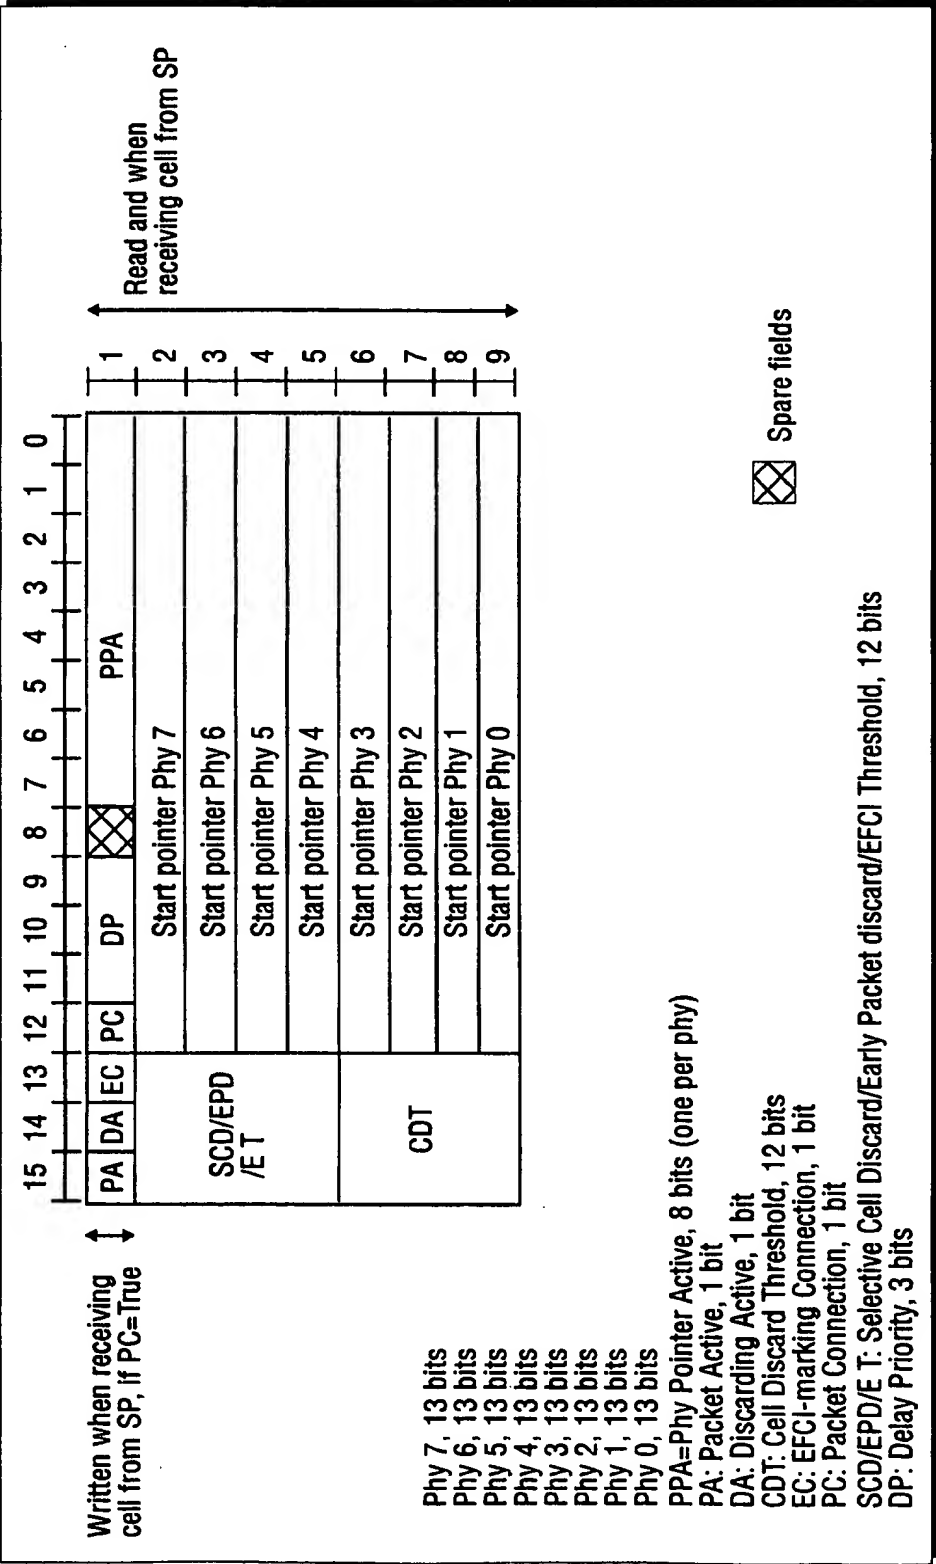 Written when receiving
cell from SP, if PC=True
15 14 13 12 11 10 9 8 7 6 5 4 3 2 1 0
PA DA EC PC DP PPA 1
SCD/EPD
/E T
Start pointer Phy 7 2
Start pointer Phy 6 3
Start pointer Phy 5 4
Start pointer Phy 4 5
CDT
Start pointer Phy 3 6
Start pointer Phy 2 7
Start pointer Phy 1 8
Start pointer Phy 0 9
Read and when
receiving cell from SP
Phy 7, 13 bits
Phy 6, 13 bits
Phy 5, 13 bits
Phy 4, 13 bits
Phy 3, 13 bits
Phy 2, 13 bits
Phy 1, 13 bits
Phy 0, 13 bits
PPA=Phy Pointer Active, 8 bits (one per phy)
PA: Packet Active, 1 bit
DA: Discarding Active, 1 bit
CDT: Cell Discard Threshold, 12 bits
EC: EFCI-marking Connection, 1 bit
PC: Packet Connection, 1 bit
SCD/EPD/E T: Selective Cell Discard/Early Packet discard/EFCI Threshold, 12 bits
DP: Delay Priority, 3 bits
Spare fields